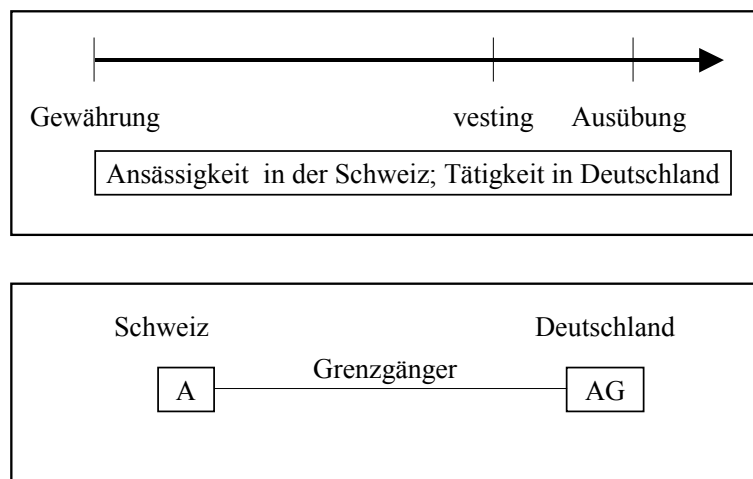 Gewährung vesting Ausübung
Ansässigkeit in der Schweiz; Tätigkeit in Deutschland
Schweiz Deutschland
Grenzgänger
A AG